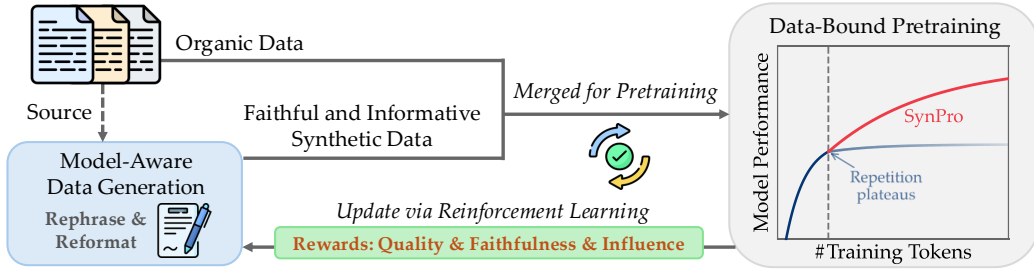 Organic Data
Source
Faithful and Informative
Synthetic Data
Merged for Pretraining
Model-Aware
Data Generation
Rephrase &
Reformat
Update via Reinforcement Learning
Rewards: Quality & Faithfulness & Influence
Data-Bound Pretraining
Model Performance
SynPro
Repetition
plateaus
#Training Tokens